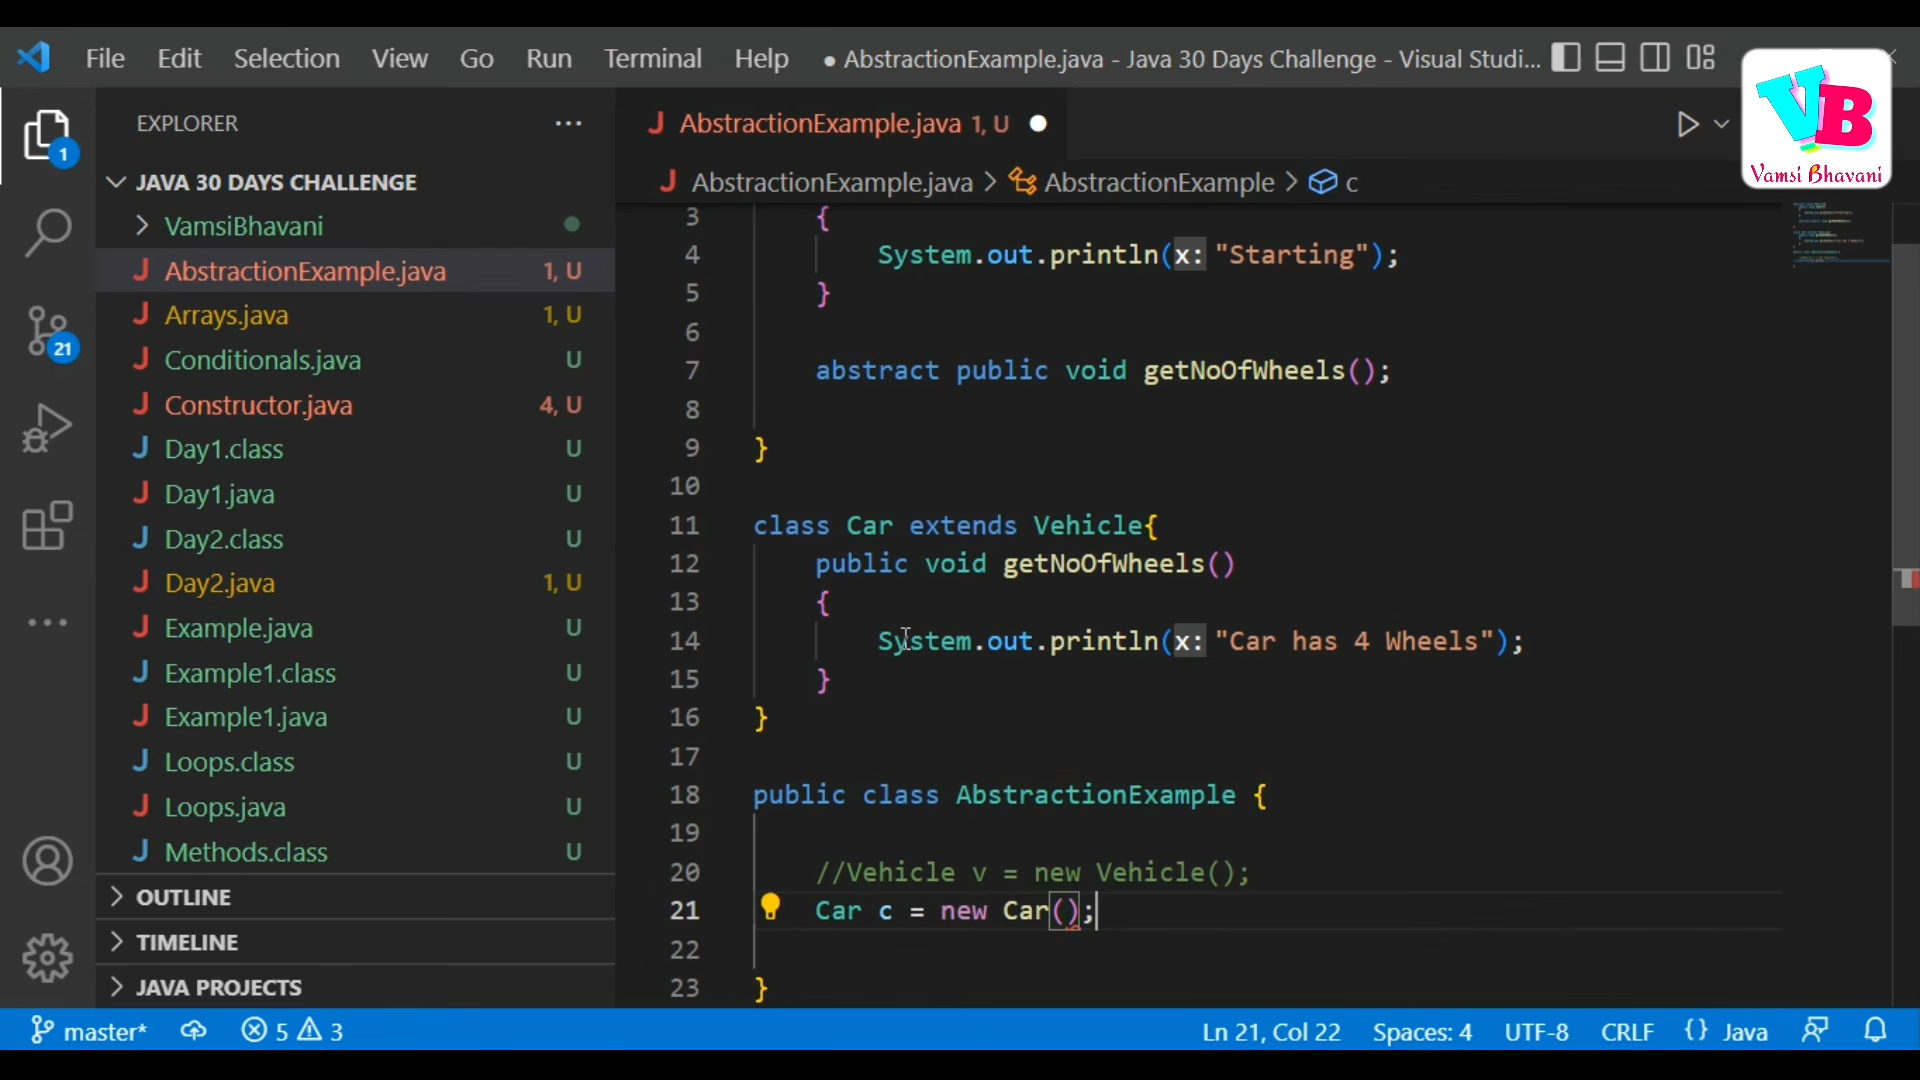 File Edit Selection View Go Run Terminal Help ● AbstractionExample.java - Java 30 Days Challenge - Visual Studi...
VB
Vamsi Bhavani
EXPLORER ...
JAVA 30 DAYS CHALLENGE
VamsiBhavani
J AbstractionExample.java 1, U
J Arrays.java 1, U
J Conditionals.java U
J Constructor.java 4, U
J Day1.class U
J Day1.java U
J Day2.class U
J Day2.java 1, U
J Example.java U
J Example1.class U
J Example1.java U
J Loops.class U
J Loops.java U
J Methods.class U
OUTLINE
TIMELINE
JAVA PROJECTS
1
21
J AbstractionExample.java 1, U
J AbstractionExample.java > AbstractionExample > c
3 {
4 System.out.println(x: "Starting");
5 }
6
7 abstract public void getNoOfWheels();
8
9 }
10
11 class Car extends Vehicle{
12 public void getNoOfWheels()
13 {
14 System.out.println(x: "Car has 4 Wheels");
15 }
16 }
17
18 public class AbstractionExample {
19
20 //Vehicle v = new Vehicle();
21 Car c = new Car();
22
23 }
master* 5 3 Ln 21, Col 22 Spaces: 4 UTF-8 CRLF {} Java